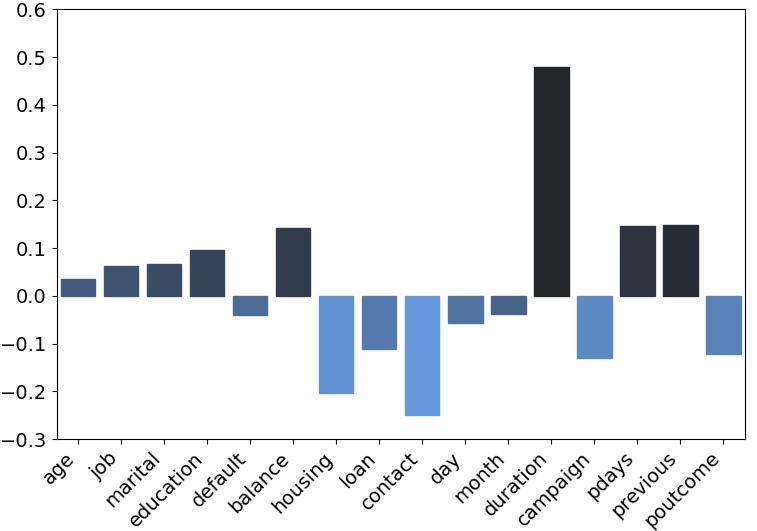 0.6
0.5
0.4
0.3
0.2
0.1
0.0
−0.1
−0.2
−0.3
age
job
marital
education
default
balance
housing
loan
contact
day
month
duration
campaign
pdays
previous
poutcome